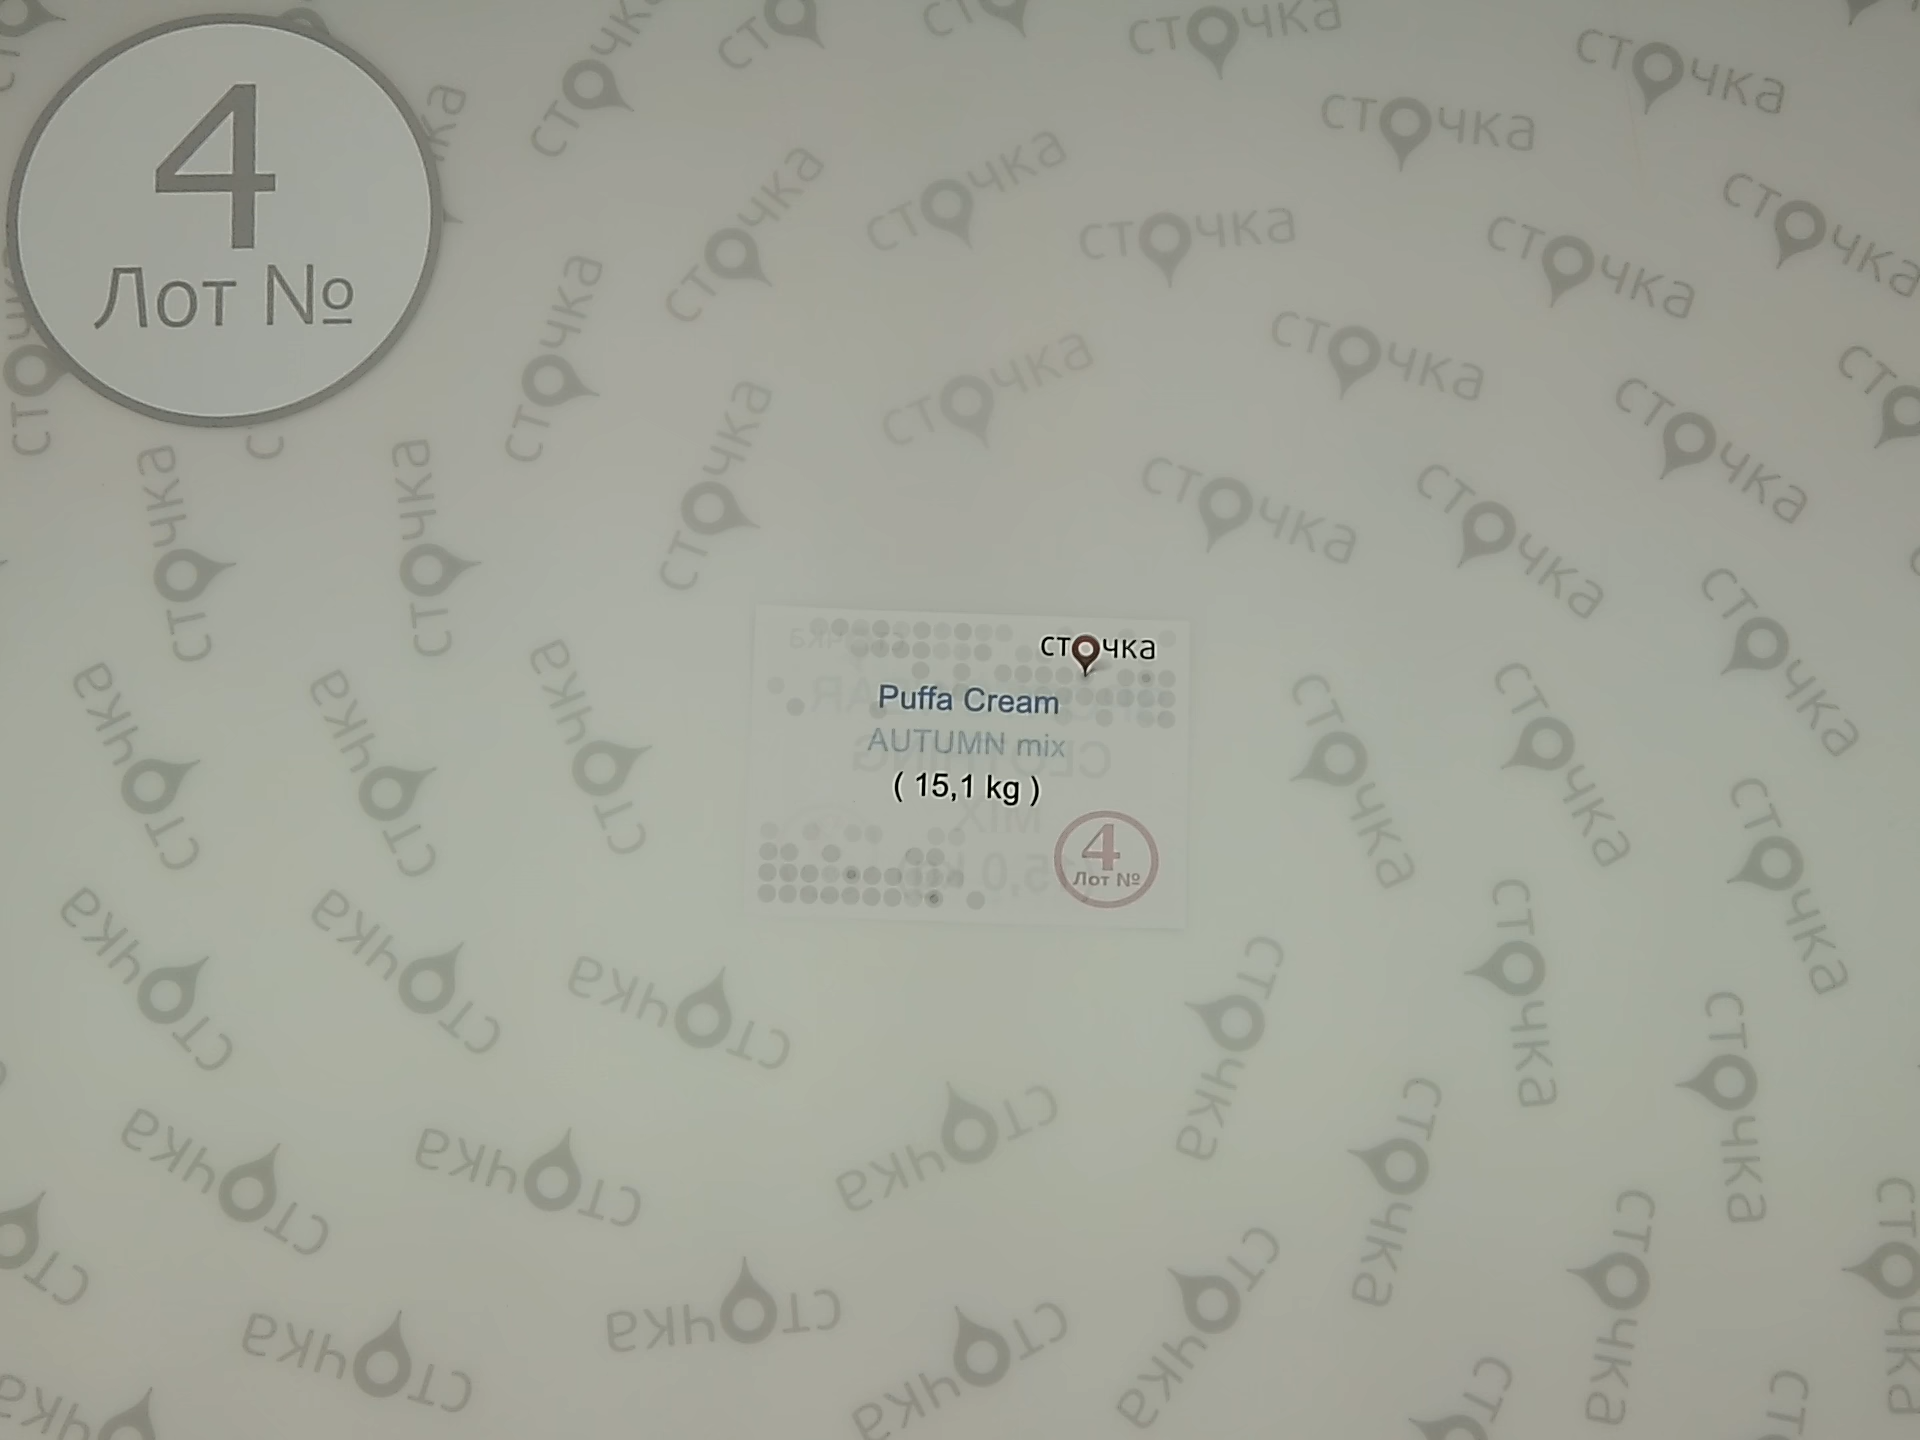 4
Лот №
сточка
Puffa Cream
AUTUMN mix
( 15,1 kg )
4
Лот №